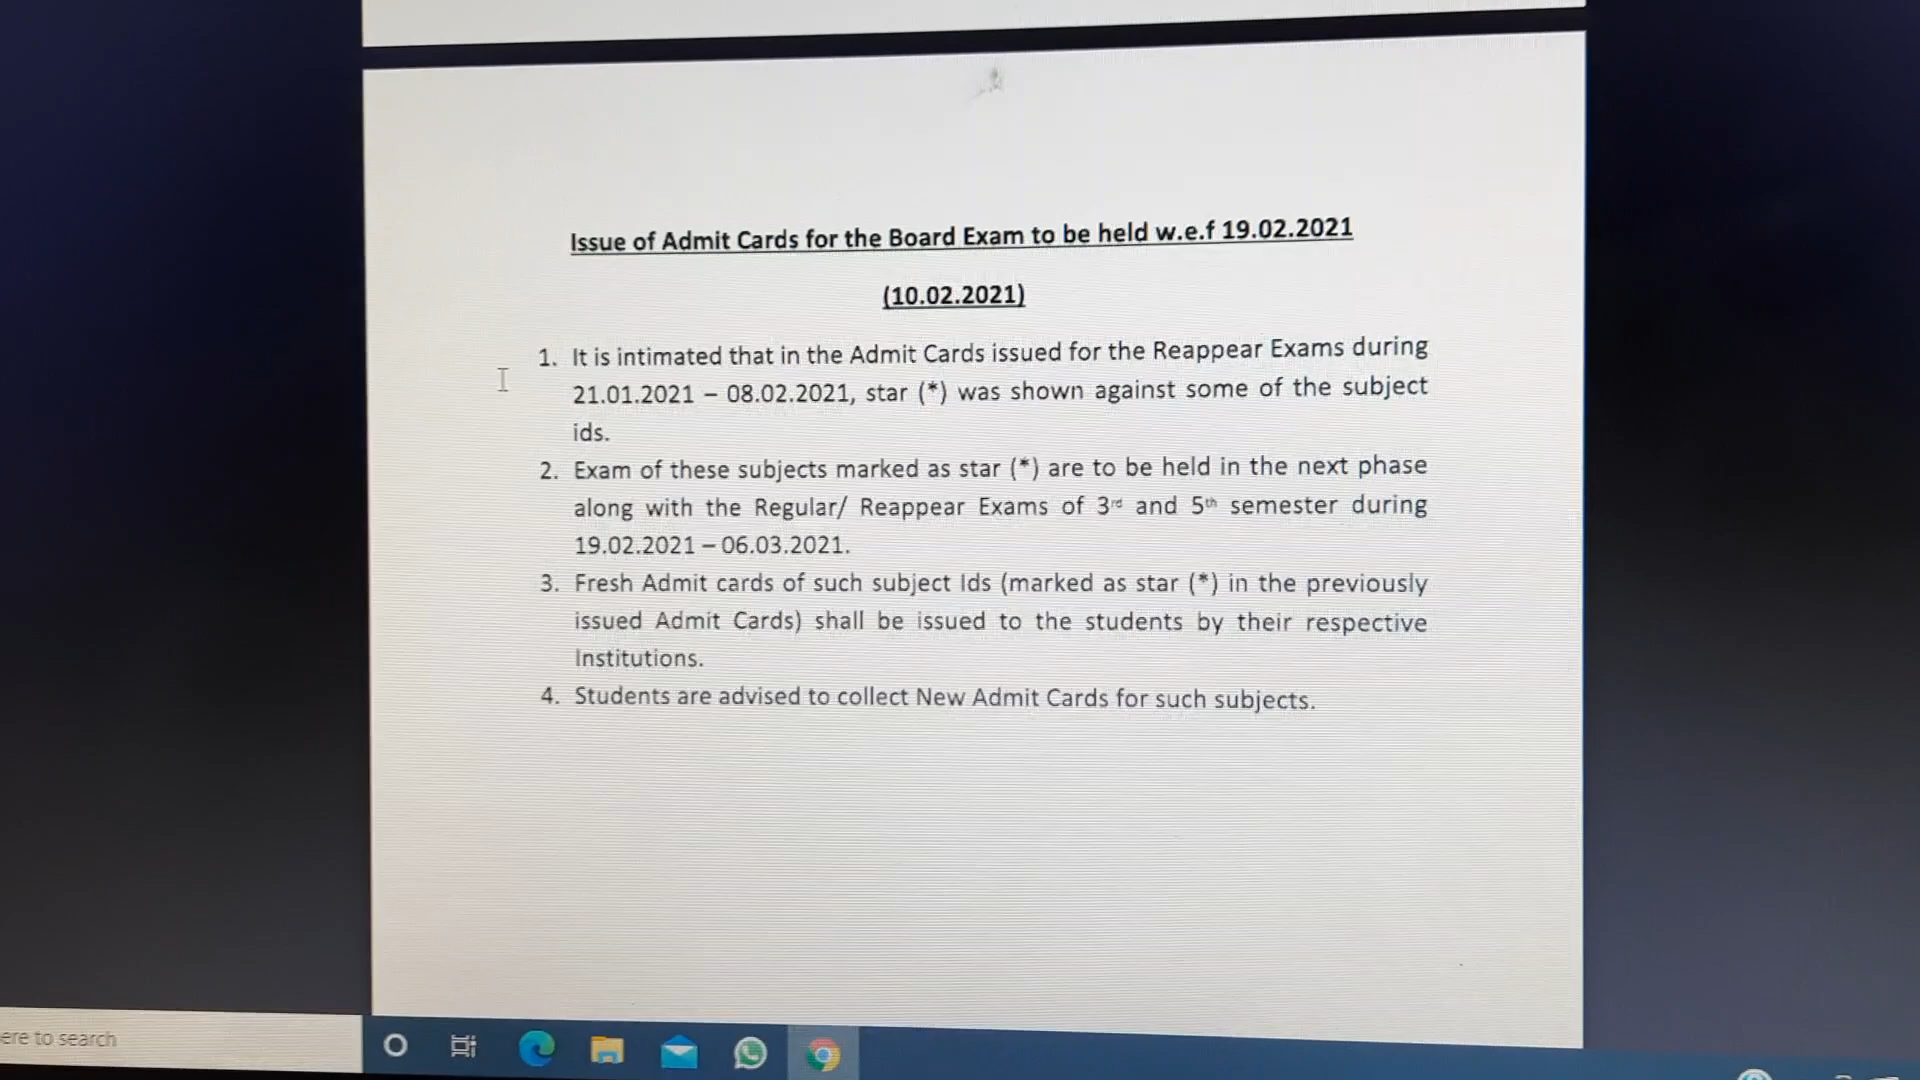 Issue of Admit Cards for the Board Exam to be held w.e.f 19.02.2021
(10.02.2021)
1. It is intimated that in the Admit Cards issued for the Reappear Exams during
21.01.2021 – 08.02.2021, star (*) was shown against some of the subject
ids.
2. Exam of these subjects marked as star (*) are to be held in the next phase
along with the Regular/ Reappear Exams of 3rd and 5th semester during
19.02.2021 – 06.03.2021.
3. Fresh Admit cards of such subject Ids (marked as star (*) in the previously
issued Admit Cards) shall be issued to the students by their respective
Institutions.
4. Students are advised to collect New Admit Cards for such subjects.
ere to search